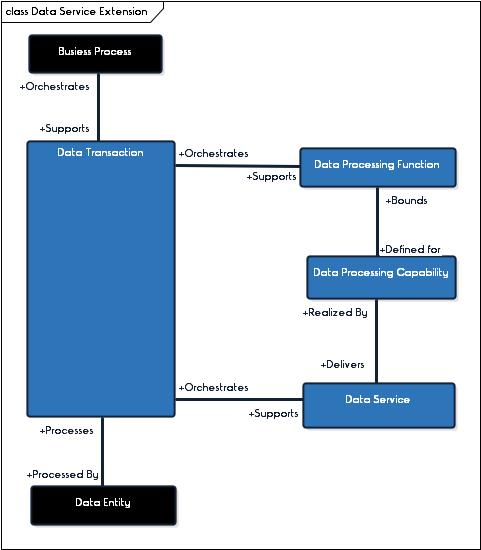 class Data Service Extension
Busiess Process
+Orchestrates
+Supports
Data Transaction
+Orchestrates
+Supports
Data Processing Function
+Bounds
+Defined for
Data Processing Capability
+Realized By
+Delivers
+Orchestrates
+Supports
Data Service
+Processes
+Processed By
Data Entity